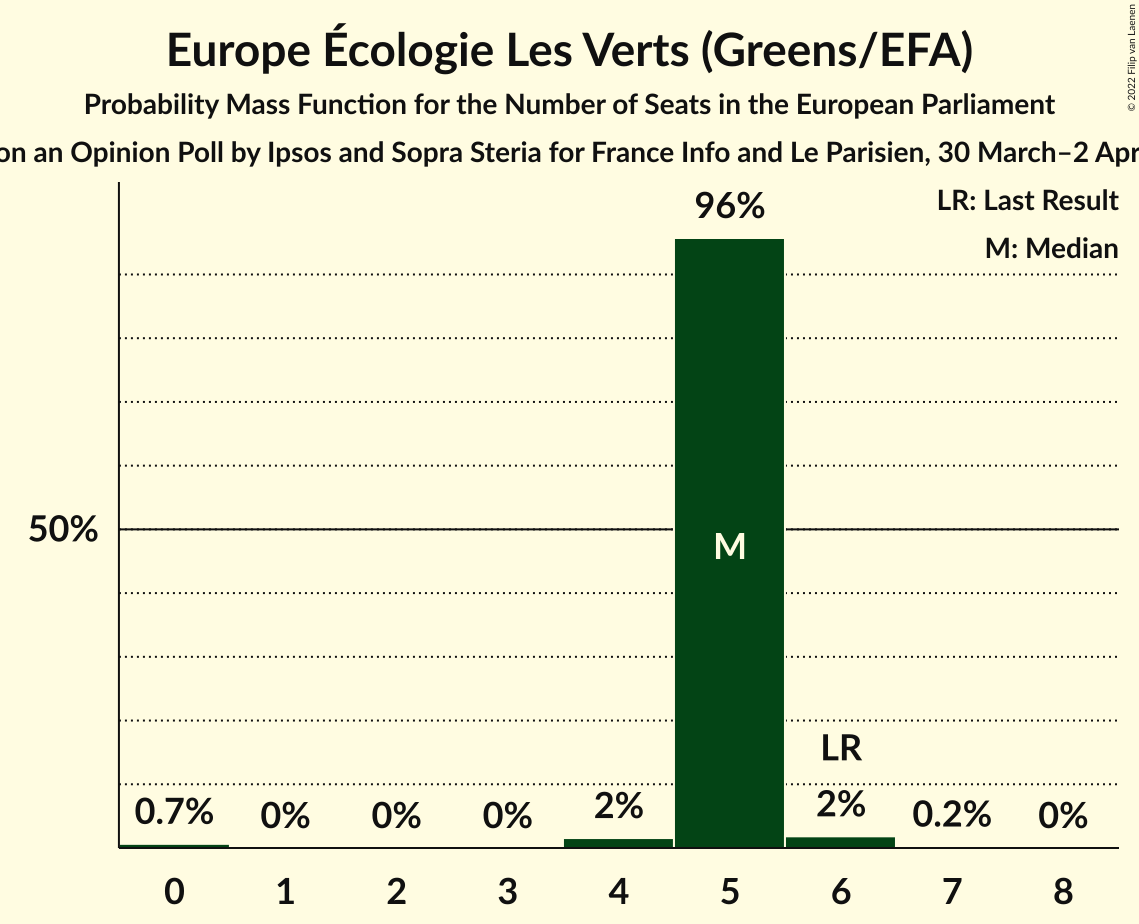 Europe Écologie Les Verts (Greens/EFA)
Probability Mass Function for the Number of Seats in the European Parliament
on an Opinion Poll by Ipsos and Sopra Steria for France Info and Le Parisien, 30 March–2 Apr
© 2022 Filip van Laenen
LR: Last Result
M: Median
96%
50%
M
LR
0.7% 0% 0% 0% 2% 2% 0.2% 0%
0 1 2 3 4 5 6 7 8